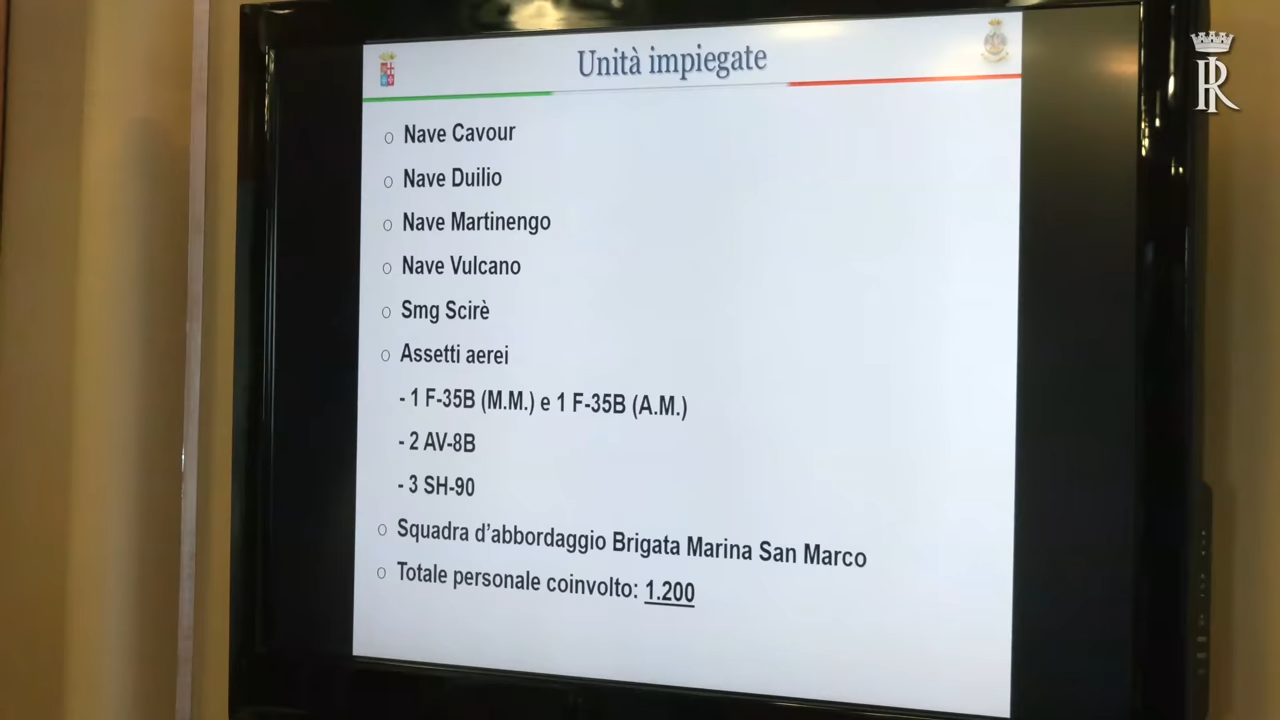 Unità impiegate
o Nave Cavour
o Nave Duilio
o Nave Martinengo
o Nave Vulcano
o Smg Scirè
o Assetti aerei
- 1 F-35B (M.M.) e 1 F-35B (A.M.)
- 2 AV-8B
- 3 SH-90
o Squadra d'abbordaggio Brigata Marina San Marco
o Totale personale coinvolto: 1.200
RI